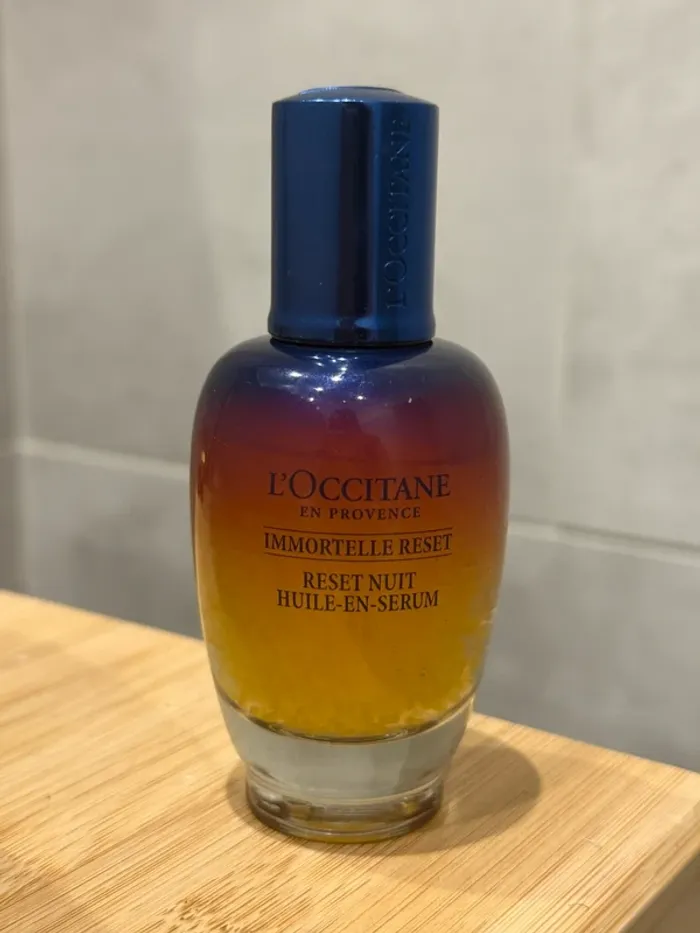 L'OCCITANE
L'OCCITANE
EN PROVENCE
IMMORTELLE RESET
RESET NUIT
HUILE-EN-SERUM